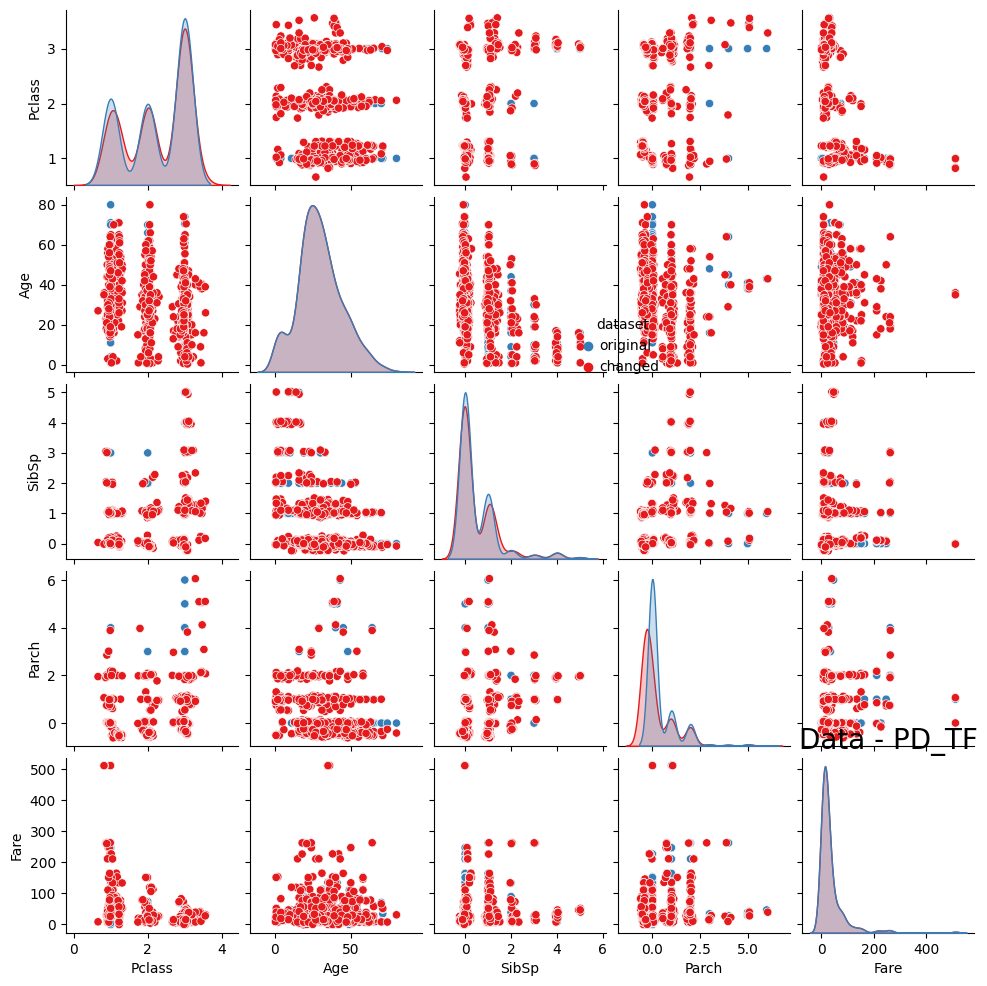 Pclass
3
2
1
Age
80
60
40
20
0
dataset
original
changed
SibSp
5
4
3
2
1
0
Parch
6
4
2
0
Data - PD_TF
Fare
500
400
300
200
100
0
0 2 4
0 50
0 2 4 6
0.0 2.5 5.0
0 200 400
Pclass Age SibSp Parch Fare